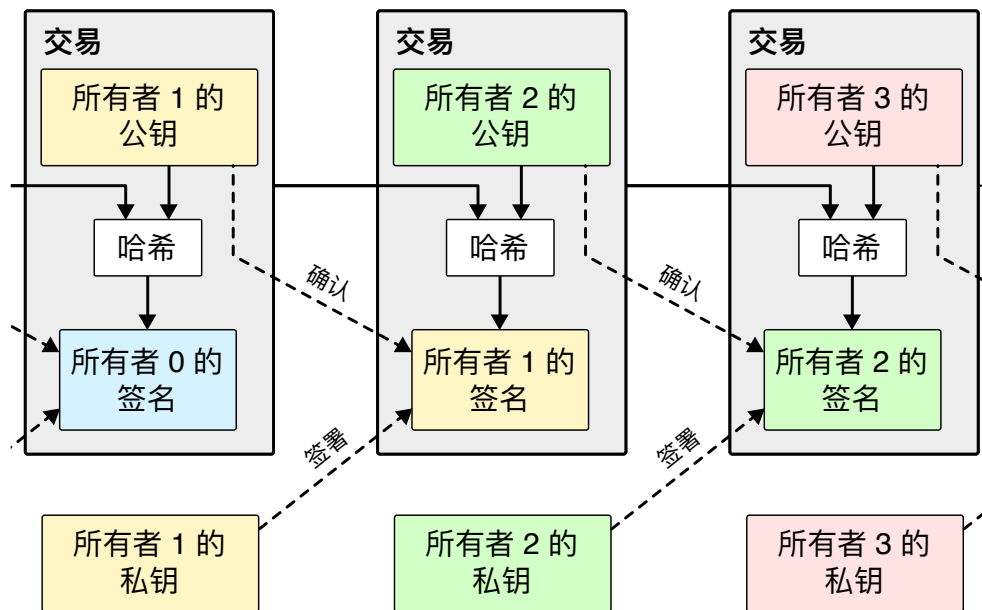 交易
所有者 1 的
公钥
哈希
所有者 0 的
签名
交易
所有者 2 的
公钥
哈希
所有者 1 的
签名
交易
所有者 3 的
公钥
哈希
所有者 2 的
签名
确认
确认
签署
签署
所有者 1 的
私钥
所有者 2 的
私钥
所有者 3 的
私钥